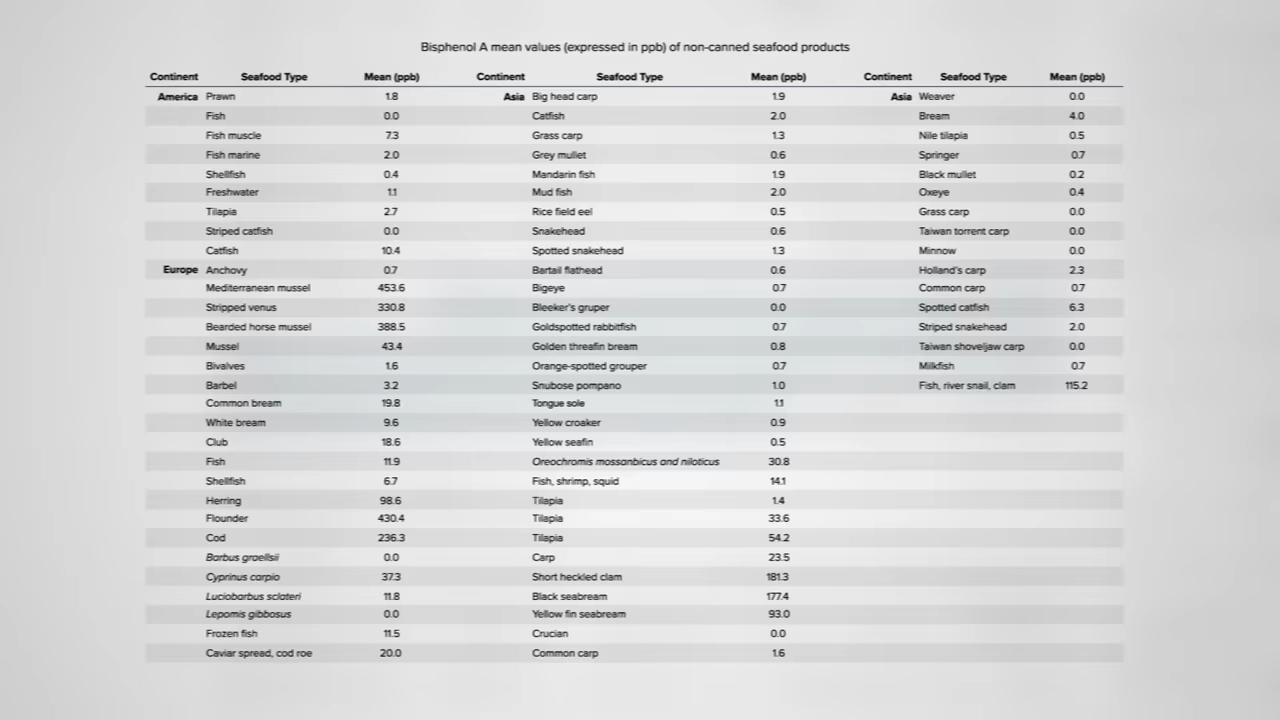 Bisphenol A mean values (expressed in ppb) of non-canned seafood products
Continent Seafood Type Mean (ppb) Continent Seafood Type Mean (ppb) Continent Seafood Type Mean (ppb)
America Prawn 1.8 Asia Big head carp 1.9 Asia Weaver 0.0
Fish 0.0 Catfish 2.0 Bream 4.0
Fish muscle 7.3 Grass carp 1.3 Nile tilapia 0.5
Fish marine 2.0 Grey mullet 0.6 Springer 0.7
Shellfish 0.4 Mandarin fish 1.9 Black mullet 0.2
Freshwater 1.1 Mud fish 2.0 Oxeye 0.4
Tilapia 2.7 Rice field eel 0.5 Grass carp 0.0
Striped catfish 0.0 Snakehead 0.6 Taiwan torrent carp 0.0
Catfish 10.4 Spotted snakehead 1.3 Minnow 0.0
Europe Anchovy 0.7 Bartail flathead 0.6 Holland's carp 2.3
Mediterranean mussel 453.6 Bigeye 0.7 Common carp 0.7
Stripped venus 330.8 Bleeker's gruper 0.0 Spotted catfish 6.3
Bearded horse mussel 388.5 Goldspotted rabbitfish 0.7 Striped snakehead 2.0
Mussel 43.4 Golden threafin bream 0.8 Taiwan shoveljaw carp 0.0
Bivalves 1.6 Orange-spotted grouper 0.7 Milkfish 0.7
Barbel 3.2 Snubose pompano 1.0 Fish, river snail, clam 115.2
Common bream 19.8 Tongue sole 1.1
White bream 9.6 Yellow croaker 0.9
Club 18.6 Yellow seafin 0.5
Fish 11.9 Oreochromis mossanbicus and niloticus 30.8
Shellfish 6.7 Fish, shrimp, squid 14.1
Herring 98.6 Tilapia 1.4
Flounder 430.4 Tilapia 33.6
Cod 236.3 Tilapia 54.2
Barbus graellsii 0.0 Carp 23.5
Cyprinus carpio 37.3 Short heckled clam 181.3
Luciobarbus sclateri 11.8 Black seabream 177.4
Lepomis gibbosus 0.0 Yellow fin seabream 93.0
Frozen fish 11.5 Crucian 0.0
Caviar spread, cod roe 20.0 Common carp 1.6